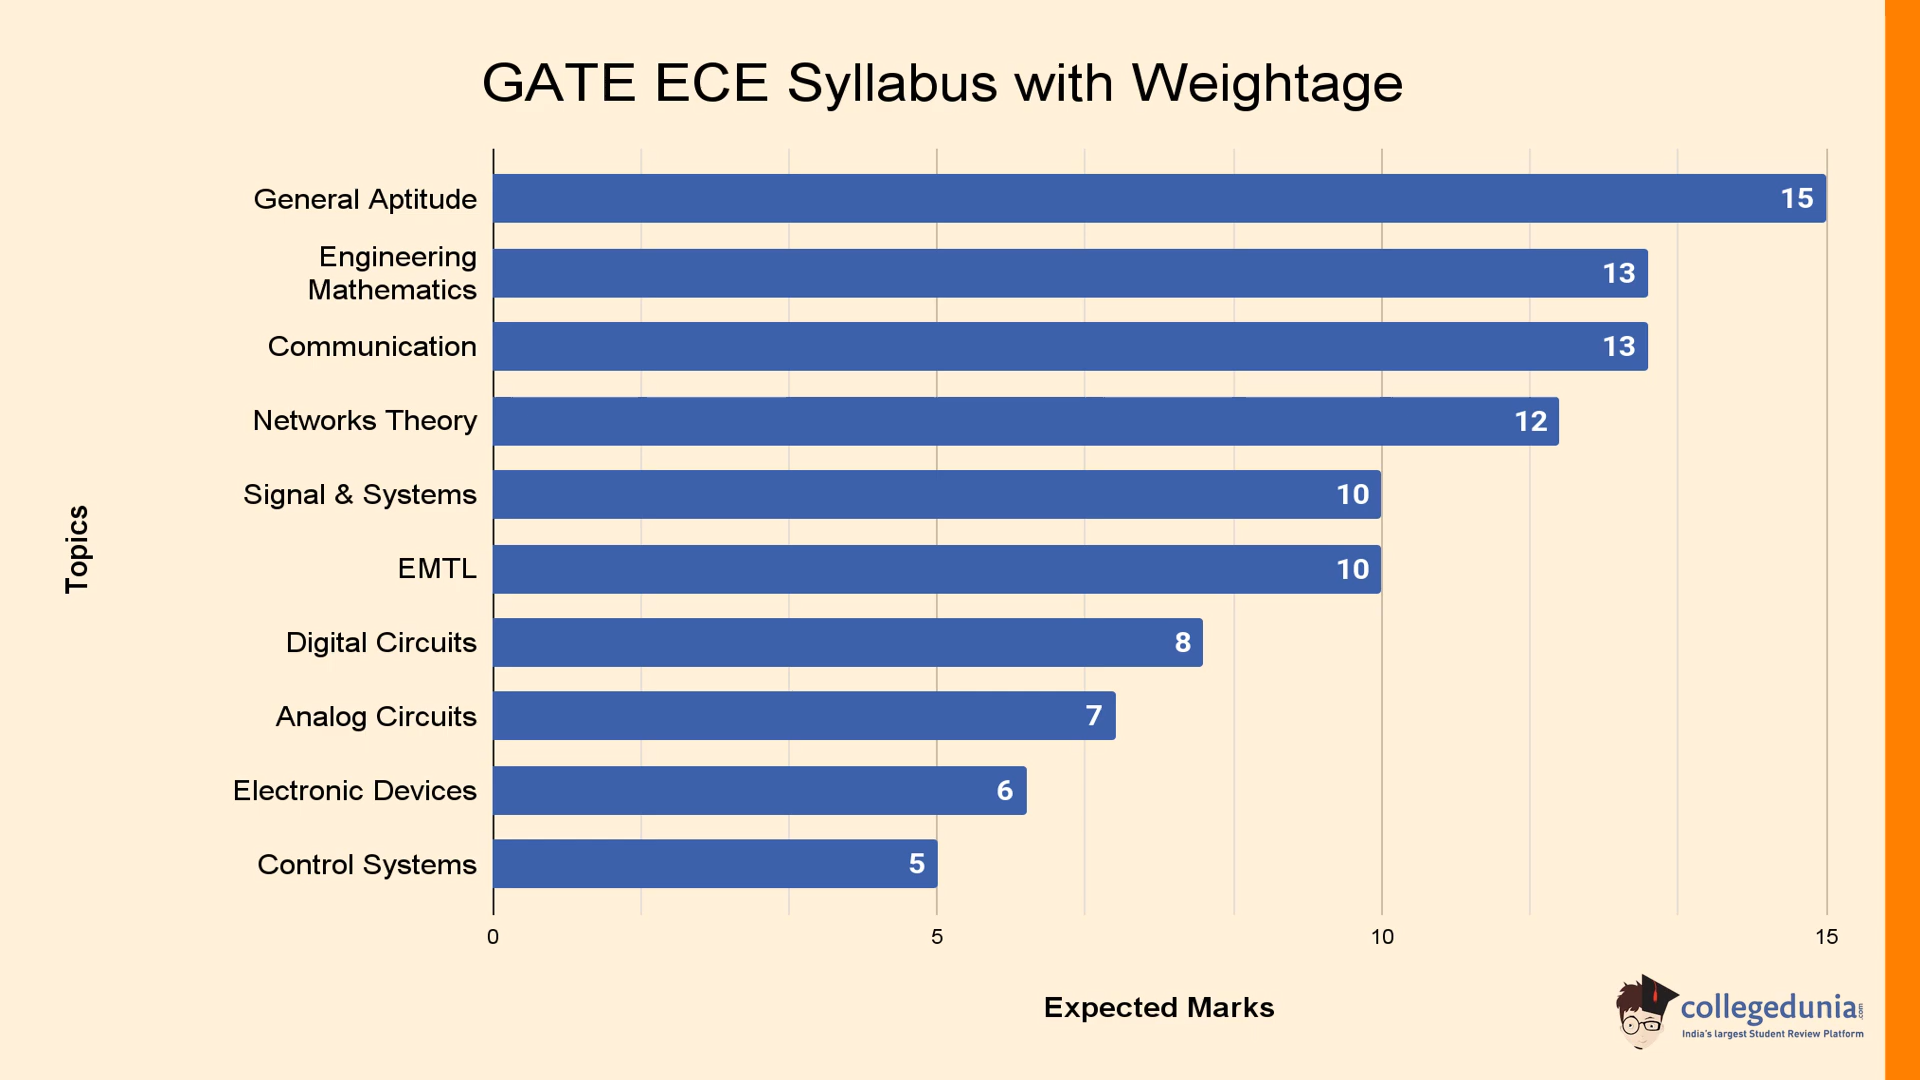 GATE ECE Syllabus with Weightage
General Aptitude
15
Engineering
Mathematics
13
Communication
13
Networks Theory
12
Signal & Systems
10
EMTL
10
Digital Circuits
8
Analog Circuits
7
Electronic Devices
6
Control Systems
5
Topics
0
5
10
15
Expected Marks
collegedunia.com
India's largest Student Review Platform